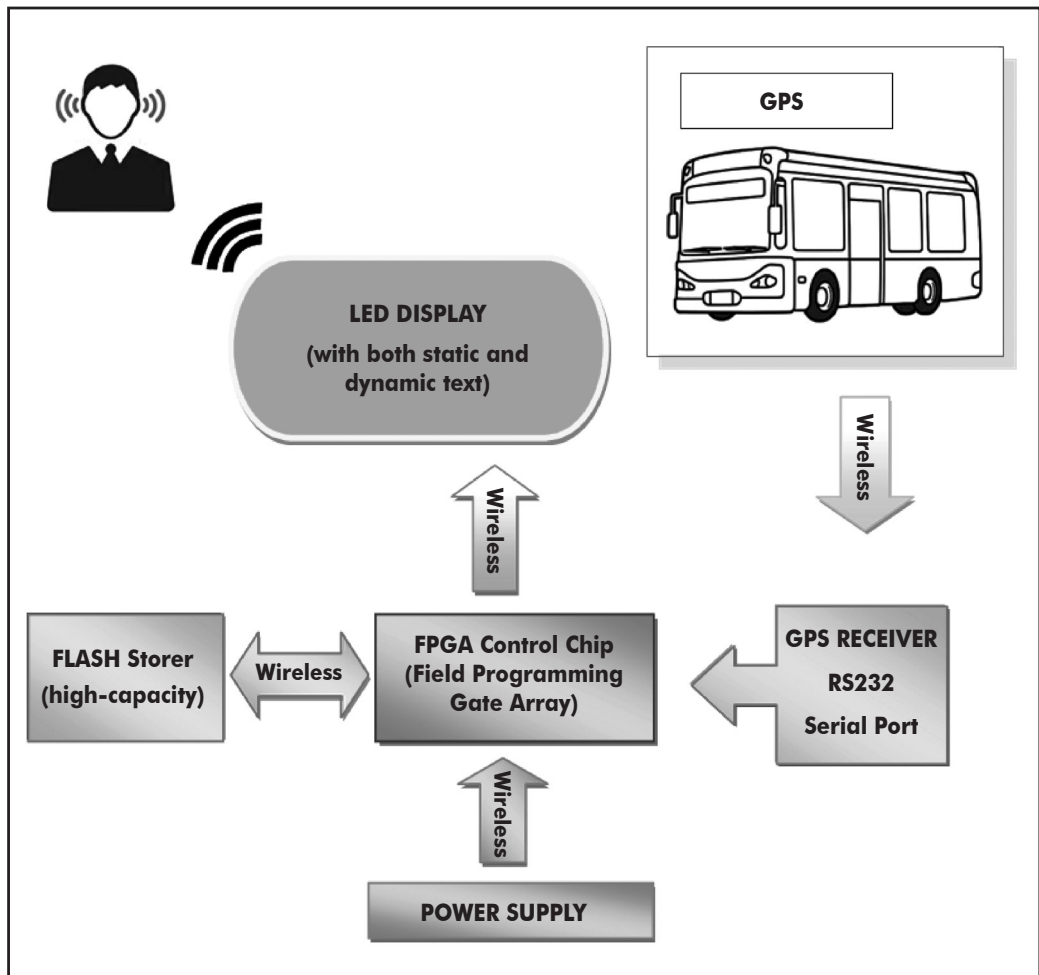 GPS
LED DISPLAY
(with both static and
dynamic text)
Wireless
Wireless
FLASH Storer
(high-capacity)
Wireless
FPGA Control Chip
(Field Programming
Gate Array)
GPS RECEIVER
RS232
Serial Port
Wireless
POWER SUPPLY